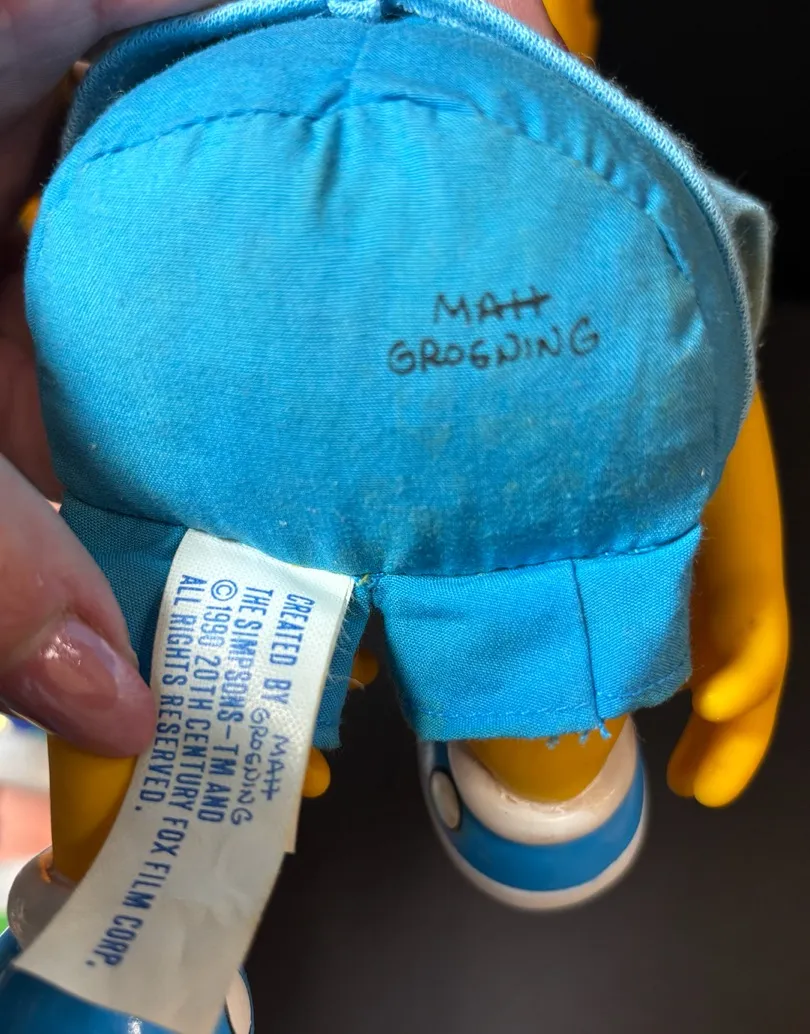 MATT
GROENING
CREATED BY MATT
GROENING
THE SIMPSONS-TM AND
©1990 20TH CENTURY FOX FILM CORP.
ALL RIGHTS RESERVED.